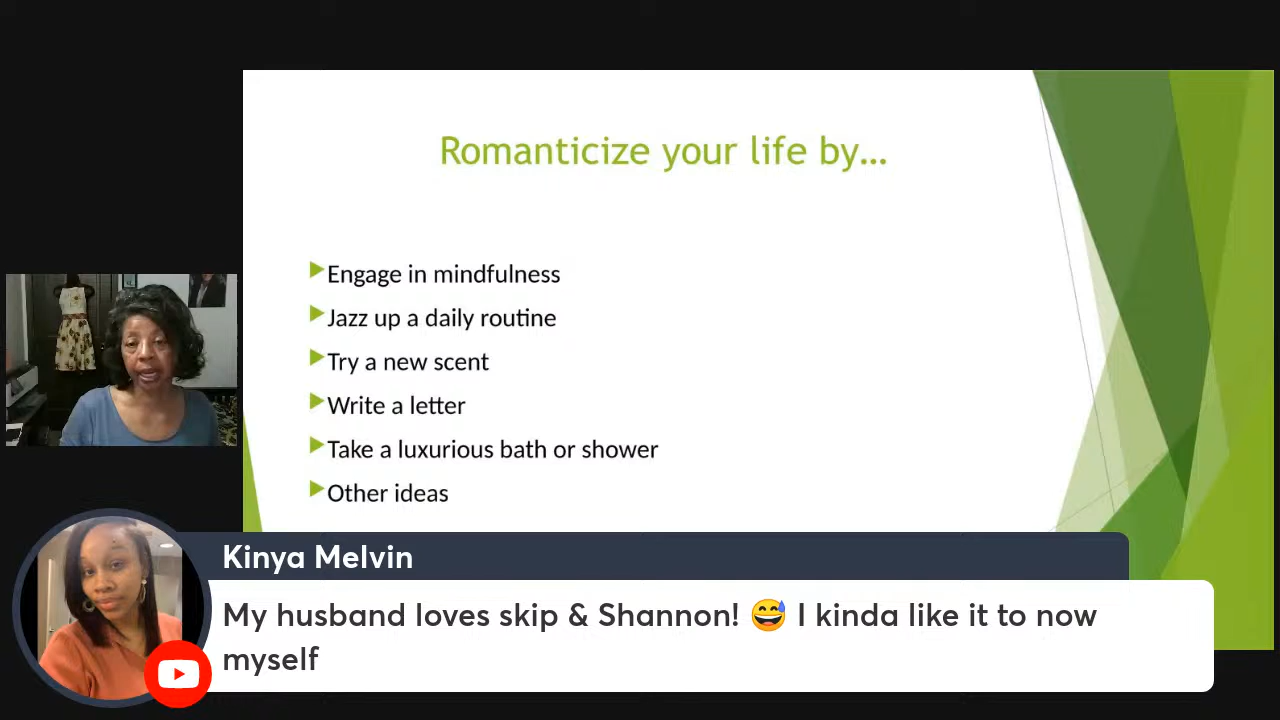 Romanticize your life by...
Engage in mindfulness
Jazz up a daily routine
Try a new scent
Write a letter
Take a luxurious bath or shower
Other ideas
Kinya Melvin
My husband loves skip & Shannon! 😅 I kinda like it to now
myself